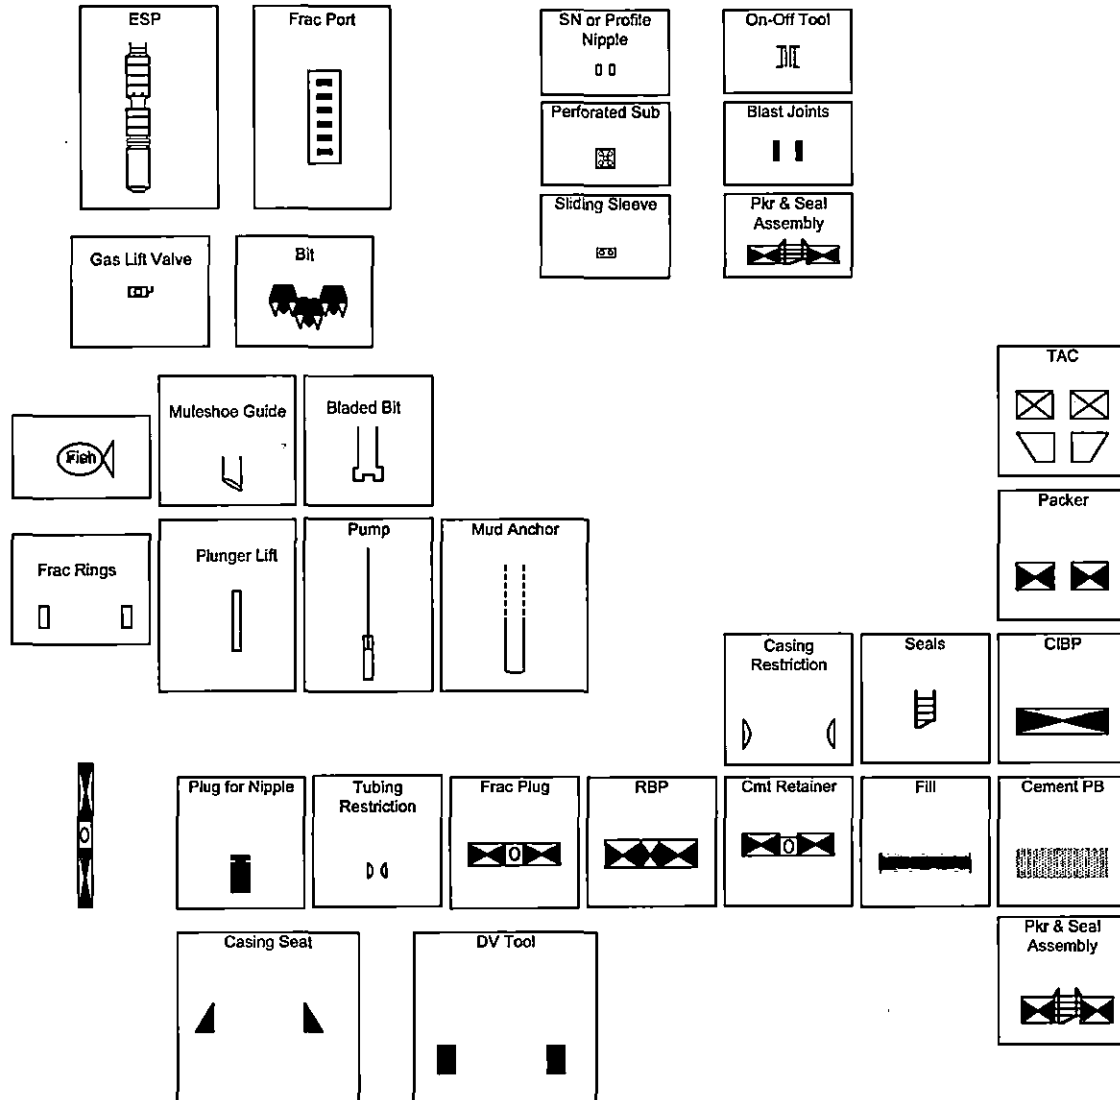 ESP
Frac Port
SN or Profile
Nipple
On-Off Tool
Perforated Sub
Blast Joints
Sliding Sleeve
Pkr & Seal
Assembly
Gas Lift Valve
Bit
TAC
Muleshoe Guide
Bladed Bit
Fish
Packer
Frac Rings
Plunger Lift
Pump
Mud Anchor
Casing
Restriction
Seals
CIBP
Plug for Nipple
Tubing
Restriction
Frac Plug
RBP
Cmt Retainer
Fill
Cement PB
Casing Seat
DV Tool
Pkr & Seal
Assembly